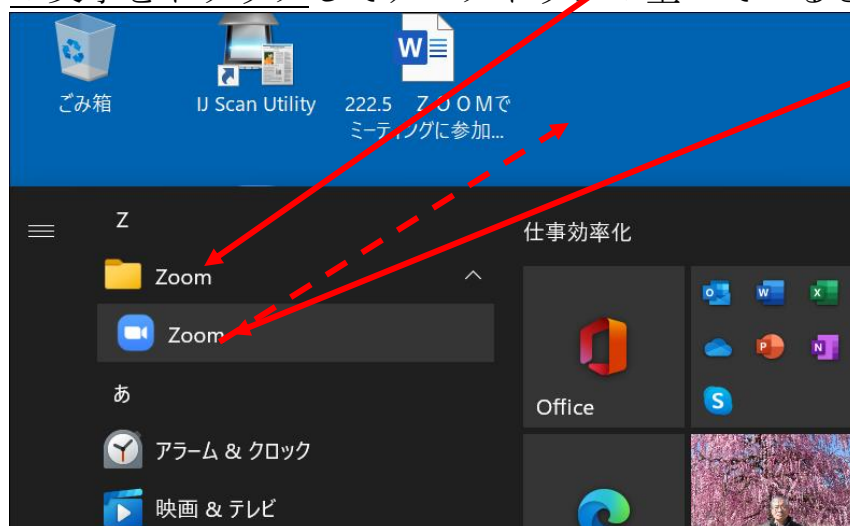 ごみ箱
IJ Scan Utility
222.5 ZOOMで
ミーティングに参加...
Z
Zoom
Zoom
あ
アラーム & クロック
映画 & テレビ
仕事効率化
Office